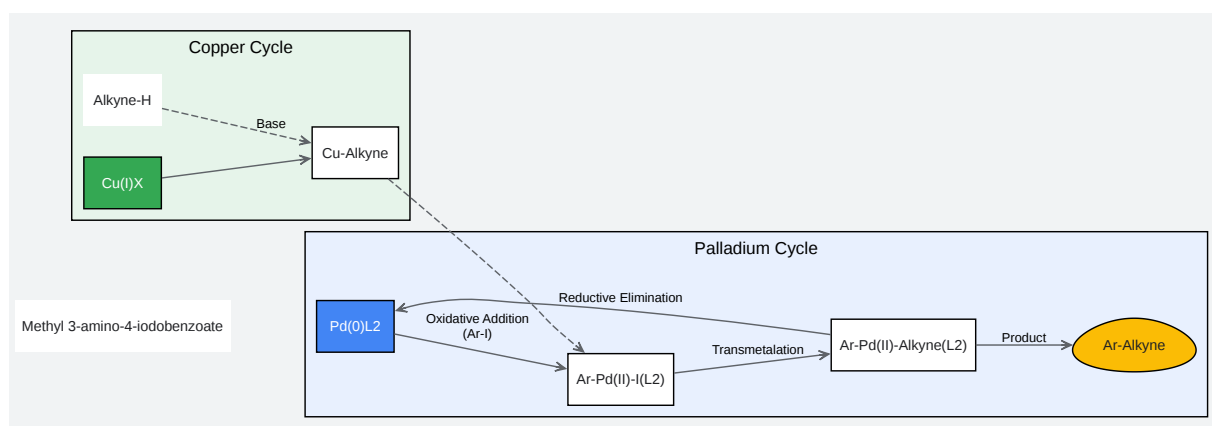 Copper Cycle
Alkyne-H
Base
Cu-Alkyne
Cu(I)X
Palladium Cycle
Methyl 3-amino-4-iodobenzoate
Pd(0)L2
Reductive Elimination
Oxidative Addition
(Ar-I)
Ar-Pd(II)-I(L2)
Transmetalation
Ar-Pd(II)-Alkyne(L2)
Product
Ar-Alkyne